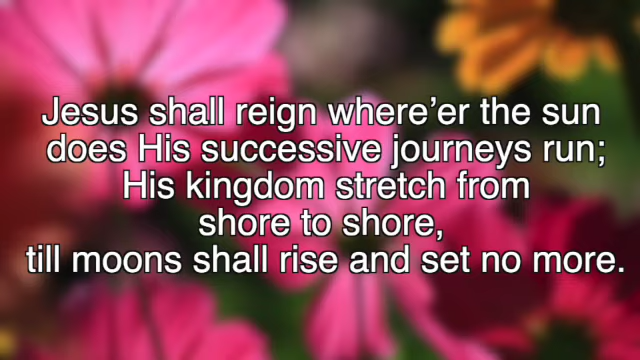 Jesus shall reign where’er the sun
does His successive journeys run;
His kingdom stretch from
shore to shore,
till moons shall rise and set no more.